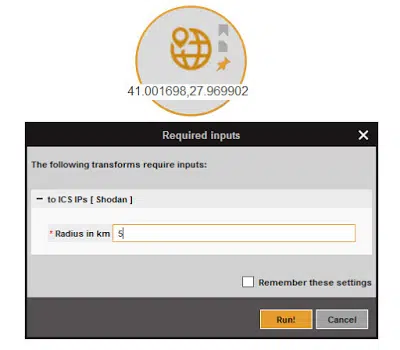 41.001698,27.969902
Required inputs
The following transforms require inputs:
to ICS IPs [ Shodan ]
* Radius in km 5
Remember these settings
Run! Cancel